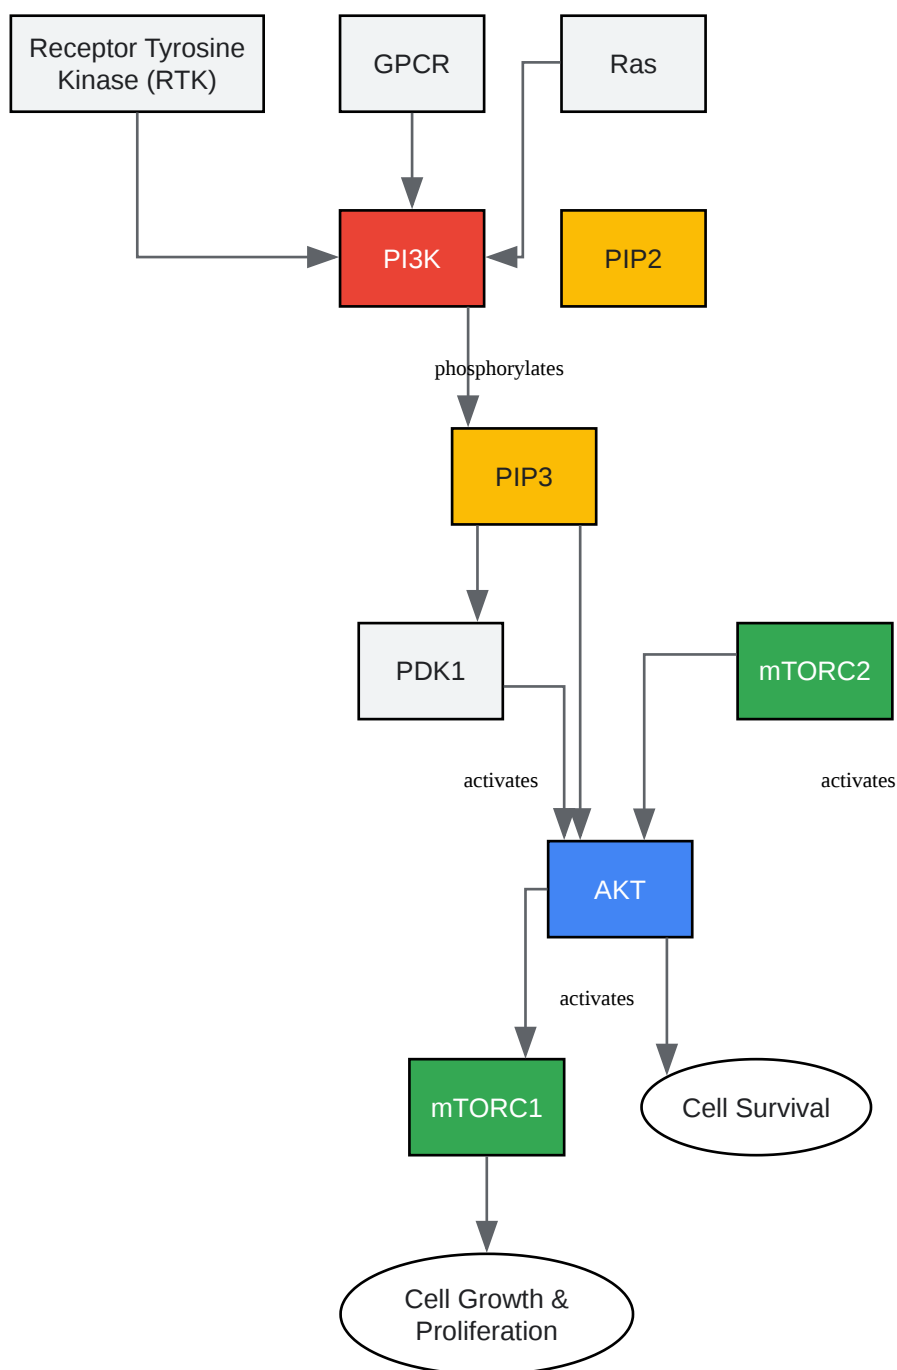 Receptor Tyrosine
Kinase (RTK)
GPCR
Ras
PI3K
PIP2
phosphorylates
PIP3
PDK1
mTORC2
activates
activates
AKT
activates
mTORC1
Cell Survival
Cell Growth &
Proliferation